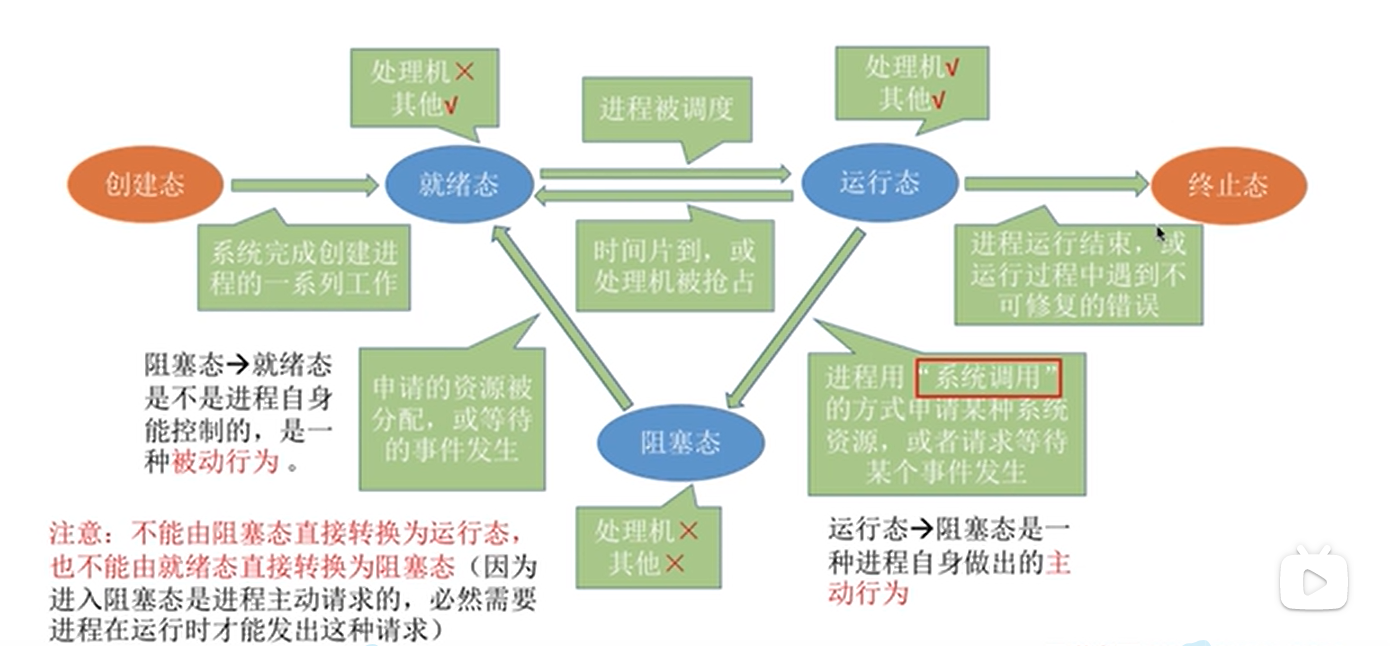 处理机×
其他√
进程被调度
处理机√
其他√
创建态
就绪态
运行态
终止态
系统完成创建进
程的一系列工作
时间片到，或
处理机被抢占
进程运行结束，或
运行过程中遇到不
可修复的错误
阻塞态→就绪态
是不是进程自身
能控制的，是一
种被动行为。
申请的资源被
分配，或等待
的事件发生
阻塞态
进程用“系统调用”
的方式申请某种系统
资源，或者请求等待
某个事件发生
处理机×
其他×
运行态→阻塞态是一
种进程自身做出的主
动行为
注意：不能由阻塞态直接转换为运行态，
也不能由就绪态直接转换为阻塞态（因为
进入阻塞态是进程主动请求的，必然需要
进程在运行时才能发出这种请求）